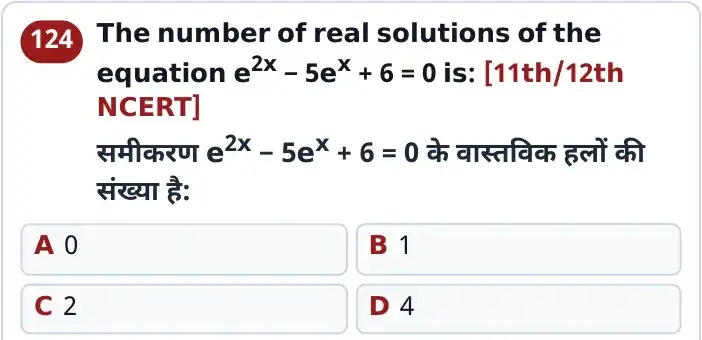 124 The number of real solutions of the
equation e²ˣ – 5eˣ + 6 = 0 is: [11th/12th
NCERT]
समीकरण e²ˣ – 5eˣ + 6 = 0 के वास्तविक हलों की
संख्या है:
A 0 B 1
C 2 D 4